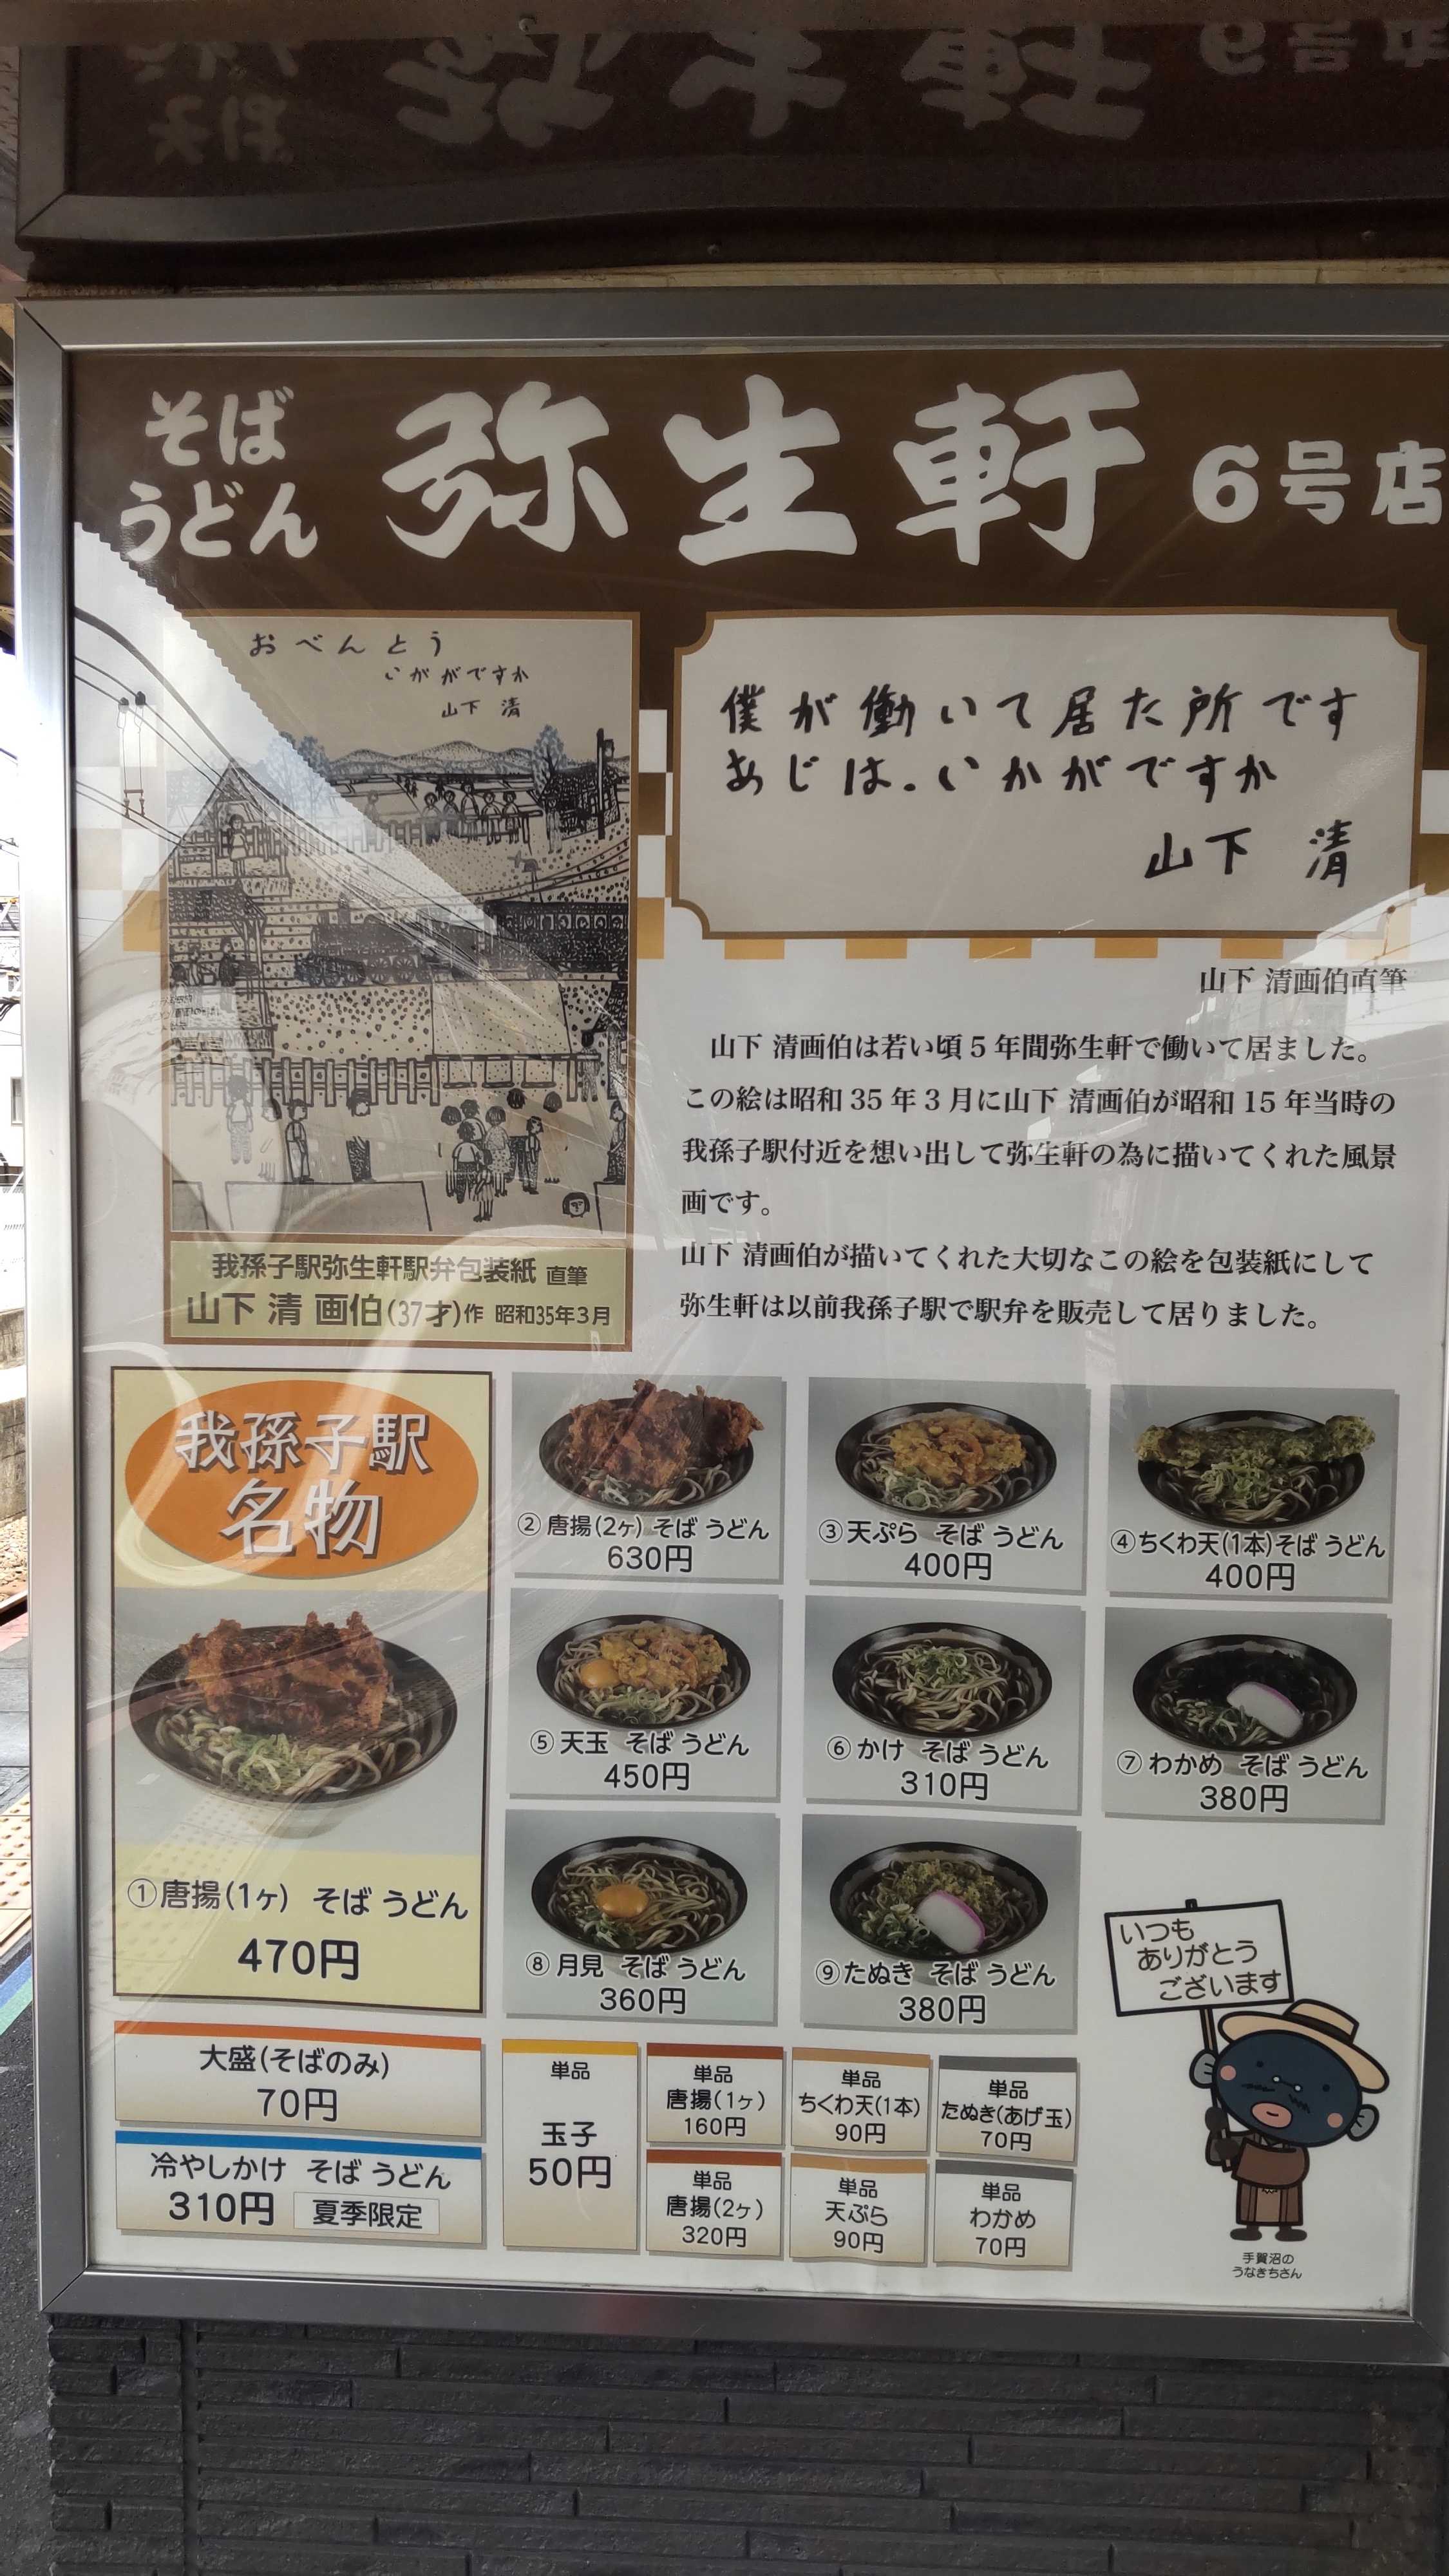 そば
うどん
弥生軒 6号店
おべんとう
いかがですか
山下 清
僕が働いて居た所です
あじは.いかがですか
山下 清
山下 清画伯直筆
山下 清画伯は若い頃5年間弥生軒で働いて居ました。
この絵は昭和35年3月に山下 清画伯が昭和15年当時の
我孫子駅付近を想い出して弥生軒の為に描いてくれた風景
画です。
山下 清画伯が描いてくれた大切なこの絵を包装紙にして
弥生軒は以前我孫子駅で駅弁を販売して居りました。
我孫子駅弥生軒駅弁包装紙 直筆
山下 清 画伯(37才)作 昭和35年3月
我孫子駅
名物
①唐揚(1ヶ) そば うどん
470円
②唐揚(2ヶ) そば うどん
630円
③天ぷら そば うどん
400円
④ちくわ天(1本)そば うどん
400円
⑤天玉 そば うどん
450円
⑥かけ そば うどん
310円
⑦わかめ そば うどん
380円
⑧月見 そば うどん
360円
⑨たぬき そば うどん
380円
大盛(そばのみ)
70円
冷やしかけ そば うどん
310円 夏季限定
単品
玉子
50円
単品
唐揚(1ヶ)
160円
単品
ちくわ天(1本)
90円
単品
たぬき(あげ玉)
70円
単品
唐揚(2ヶ)
320円
単品
天ぷら
90円
単品
わかめ
70円
いつも
ありがとう
ございます
手賀沼の
うなきちさん